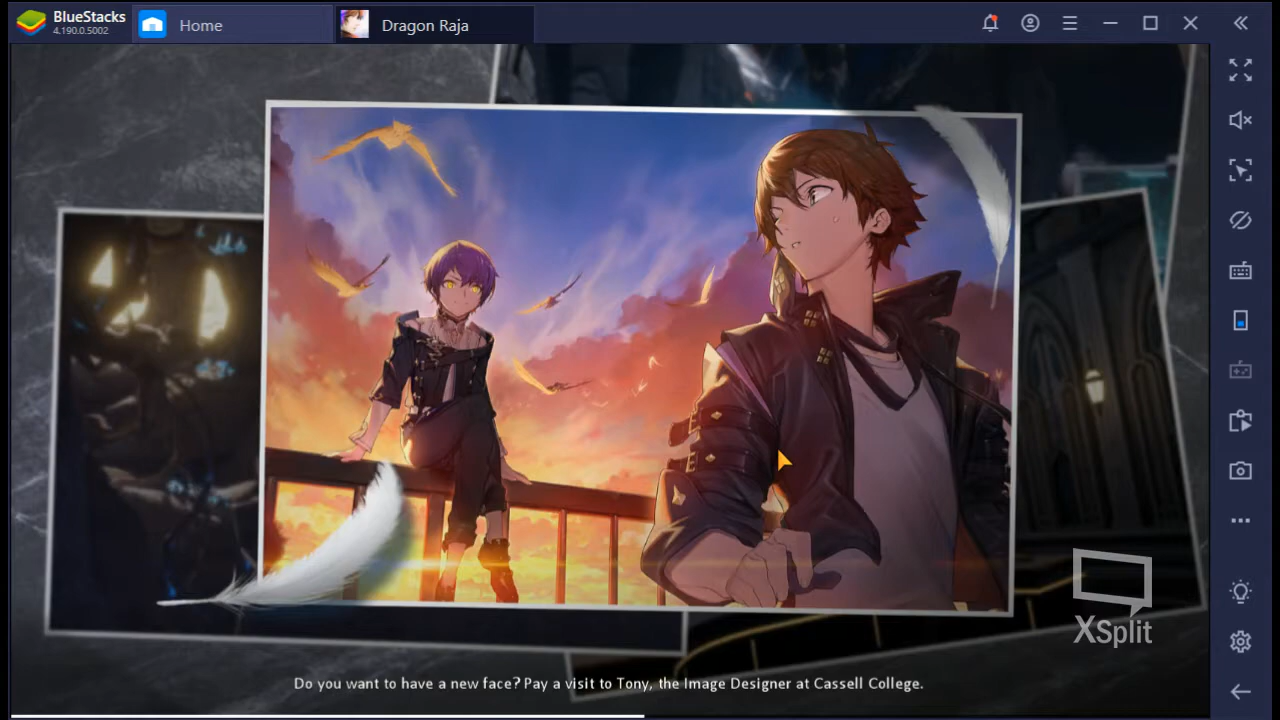 BlueStacks
4.190.0.5002
Home
Dragon Raja
XSplit
Do you want to have a new face? Pay a visit to Tony, the Image Designer at Cassell College.